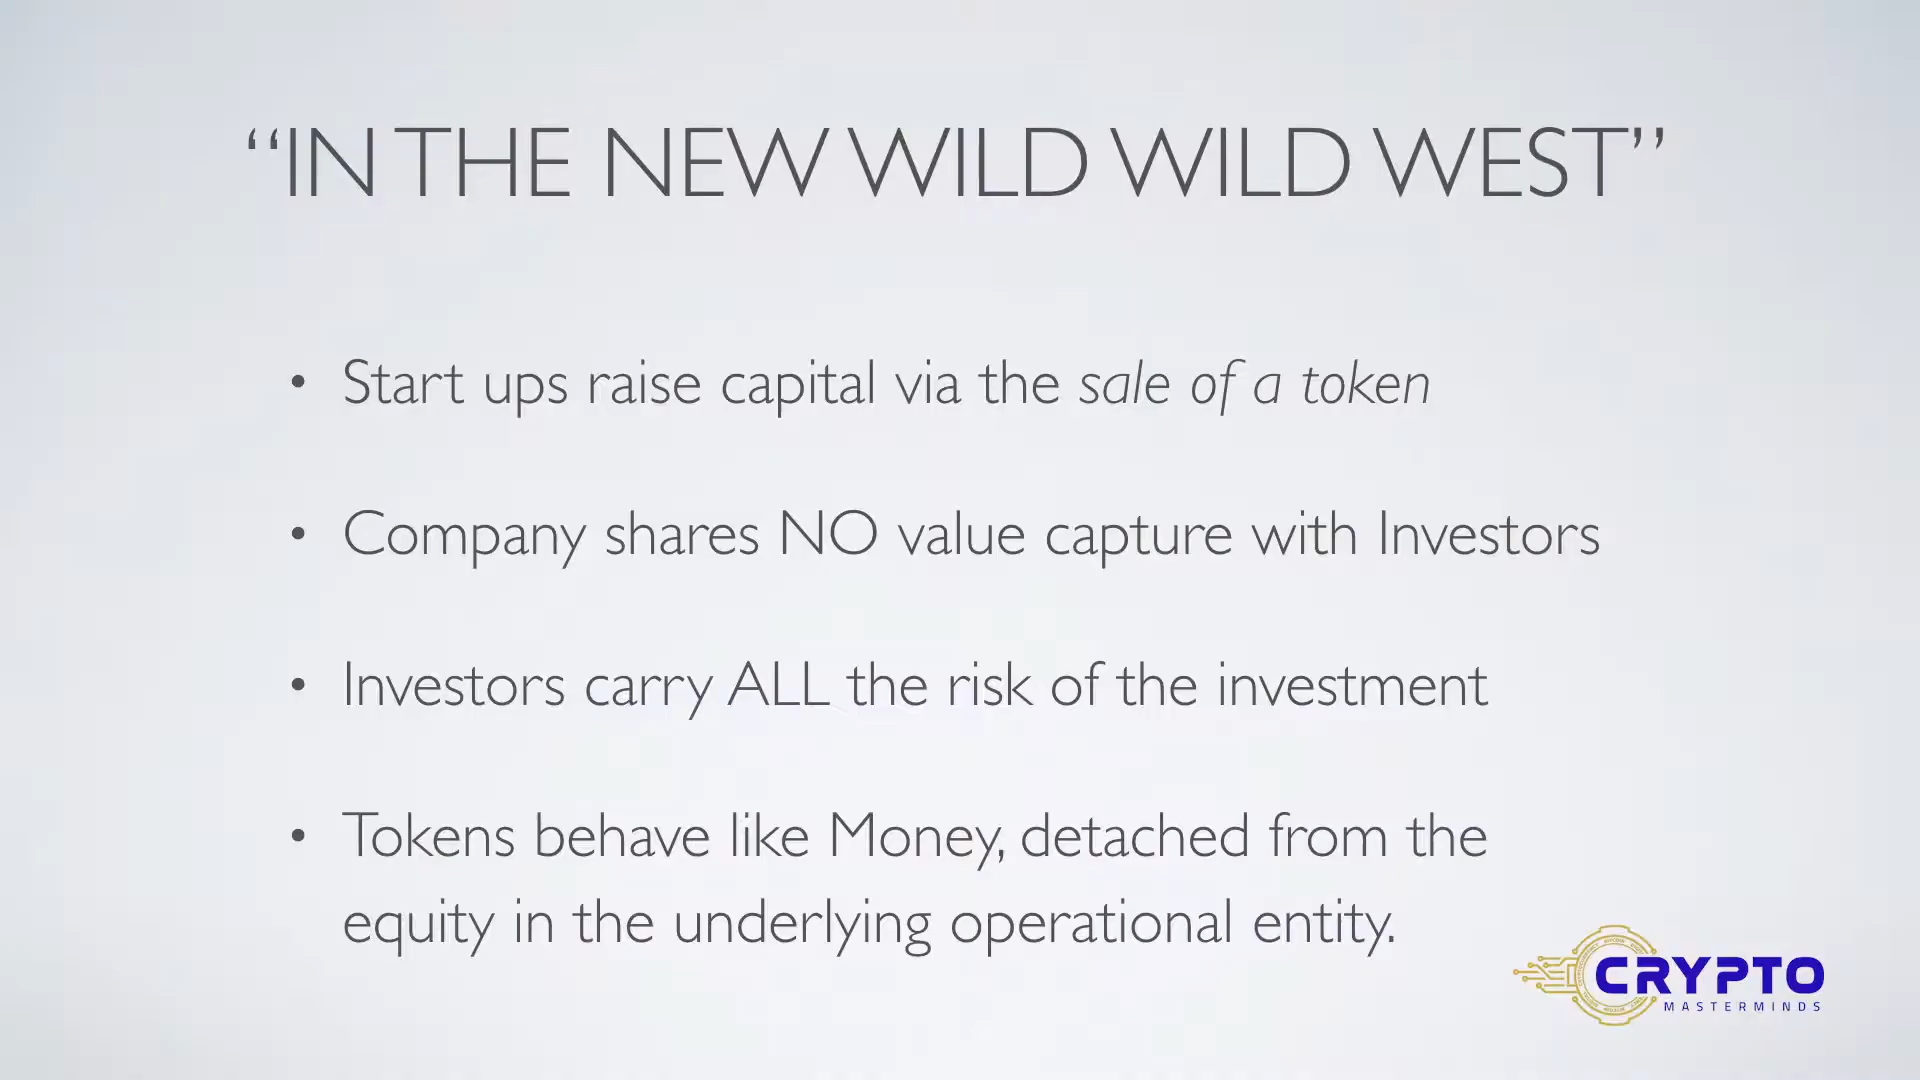 “IN THE NEW WILD WILD WEST”
• Start ups raise capital via the sale of a token
• Company shares NO value capture with Investors
• Investors carry ALL the risk of the investment
• Tokens behave like Money, detached from the
equity in the underlying operational entity.
CRYPTO
MASTERMINDS